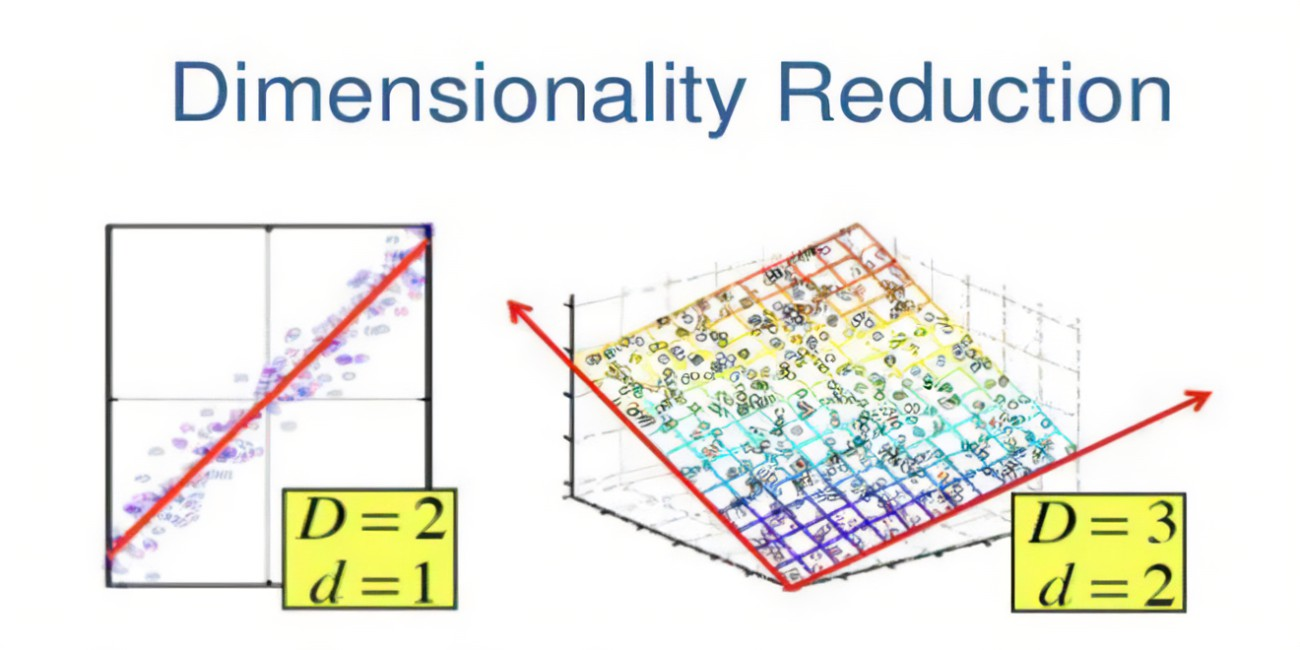 Dimensionality Reduction
D = 2
d = 1
D = 3
d = 2